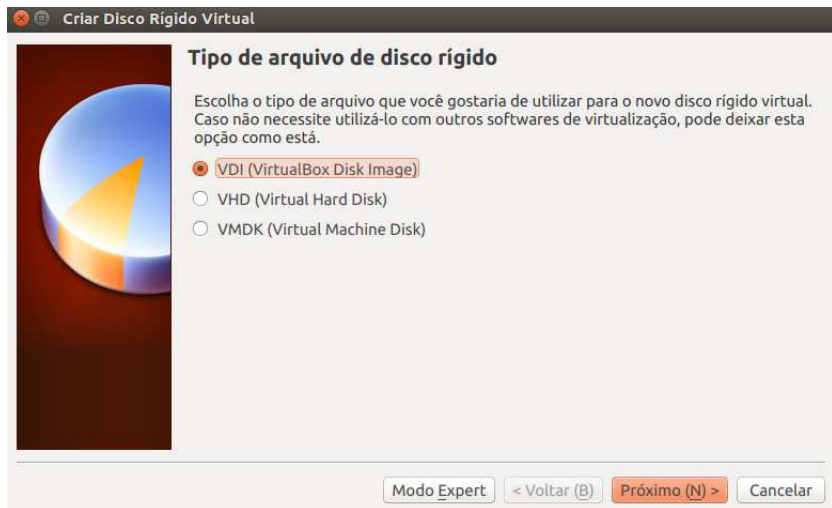 Criar Disco Rígido Virtual
Tipo de arquivo de disco rígido
Escolha o tipo de arquivo que você gostaria de utilizar para o novo disco rígido virtual.
Caso não necessite utilizá-lo com outros softwares de virtualização, pode deixar esta
opção como está.
VDI (VirtualBox Disk Image)
VHD (Virtual Hard Disk)
VMDK (Virtual Machine Disk)
Modo Expert < Voltar (B) Próximo (N) > Cancelar